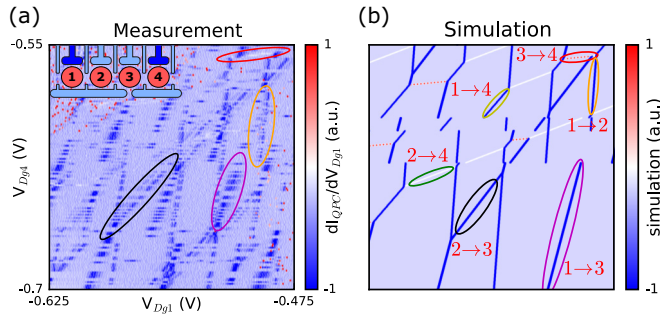 (a)
Measurement
-0.55
1 2 3 4
V_Dg4 (V)
-0.7
-0.625
V_Dg1 (V)
-0.475
1
dI_QPC/dV_Dg1 (a.u.)
-1
(b)
Simulation
3→4
1→4
1→2
2→4
2→3
1→3
1
simulation (a.u.)
-1